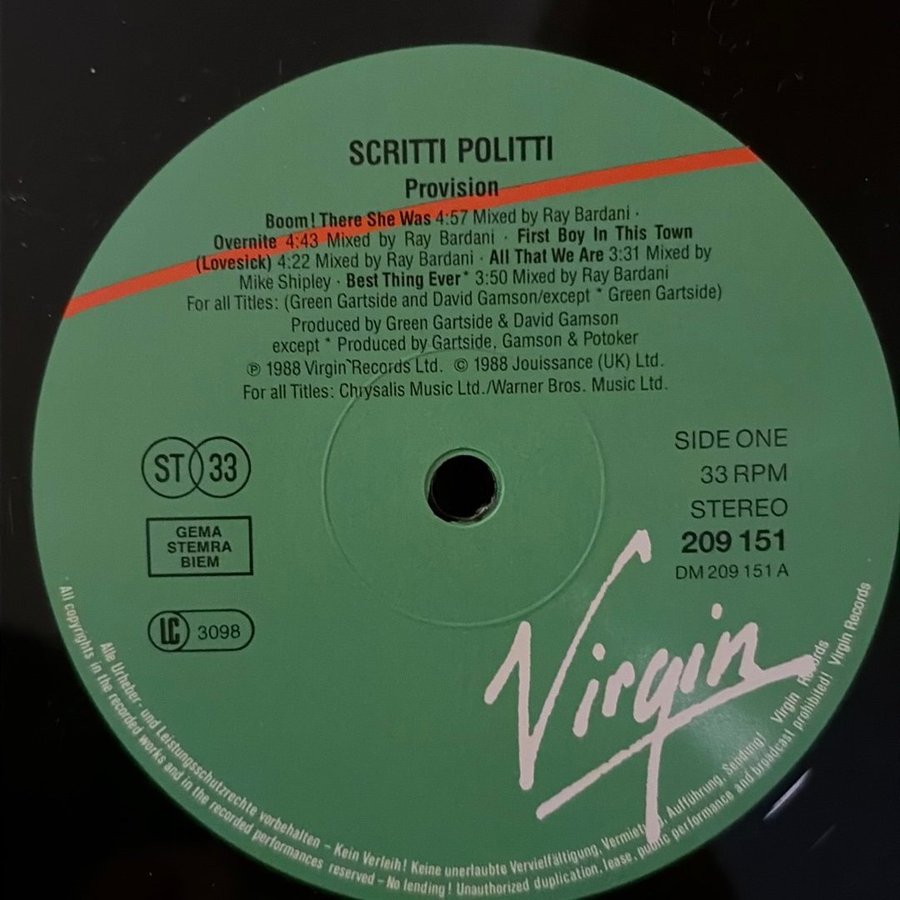 SCRITTI POLITTI
Provision
Boom! There She Was 4:57 Mixed by Ray Bardani ·
Overnite 4:43 Mixed by Ray Bardani · First Boy In This Town
(Lovesick) 4:22 Mixed by Ray Bardani · All That We Are 3:31 Mixed by
Mike Shipley · Best Thing Ever* 3:50 Mixed by Ray Bardani
For all Titles: (Green Gartside and David Gamson/except * Green Gartside)
Produced by Green Gartside & David Gamson
except * Produced by Gartside, Gamson & Potoker
℗ 1988 Virgin Records Ltd. © 1988 Jouissance (UK) Ltd.
For all Titles: Chrysalis Music Ltd./Warner Bros. Music Ltd.
ST 33
GEMA
STEMRA
BIEM
LC 3098
SIDE ONE
33 RPM
STEREO
209 151
DM 209 151 A
Virgin
Alle Urheber- und Leistungsschutzrechte vorbehalten – Kein Verleih! Keine unerlaubte Vervielfältigung, Vermietung, Aufführung, Sendung! Virgin Records
All copyrights in the recorded works and in the recorded performances reserved – No lending! Unauthorized duplication, lease, public performance and broadcast prohibited! Virgin Records